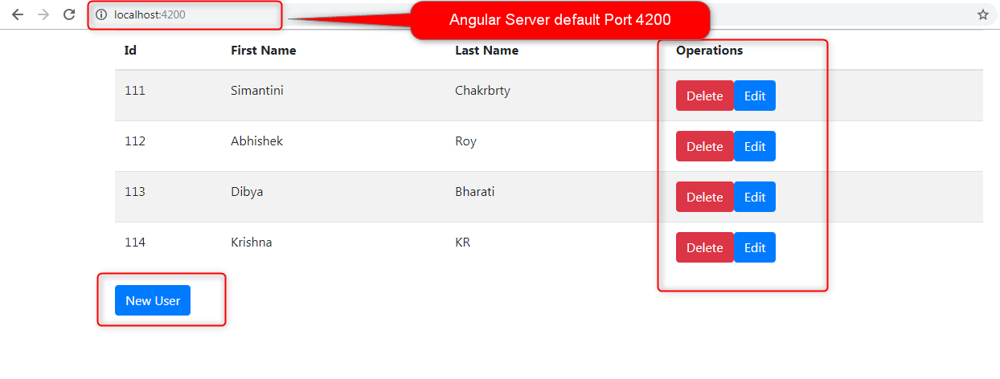 localhost:4200
Angular Server default Port 4200
Id First Name Last Name Operations
111 Simantini Chakrbrty Delete Edit
112 Abhishek Roy Delete Edit
113 Dibya Bharati Delete Edit
114 Krishna KR Delete Edit
New User